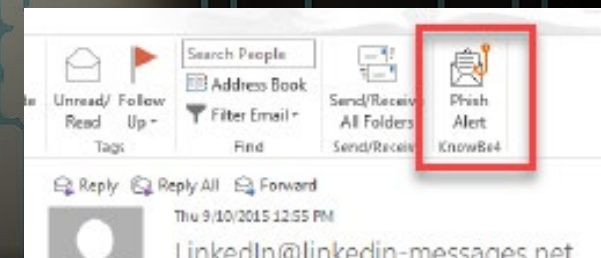 Search People
Address Book
Unread/ Follow Filter Email Send/Receive Phish
Read Up All Folders Alert
Tags Find Send/Receive KnowBe4
Reply Reply All Forward
Thu 9/10/2015 12:55 PM
LinkedIn@linkedin-messages.net